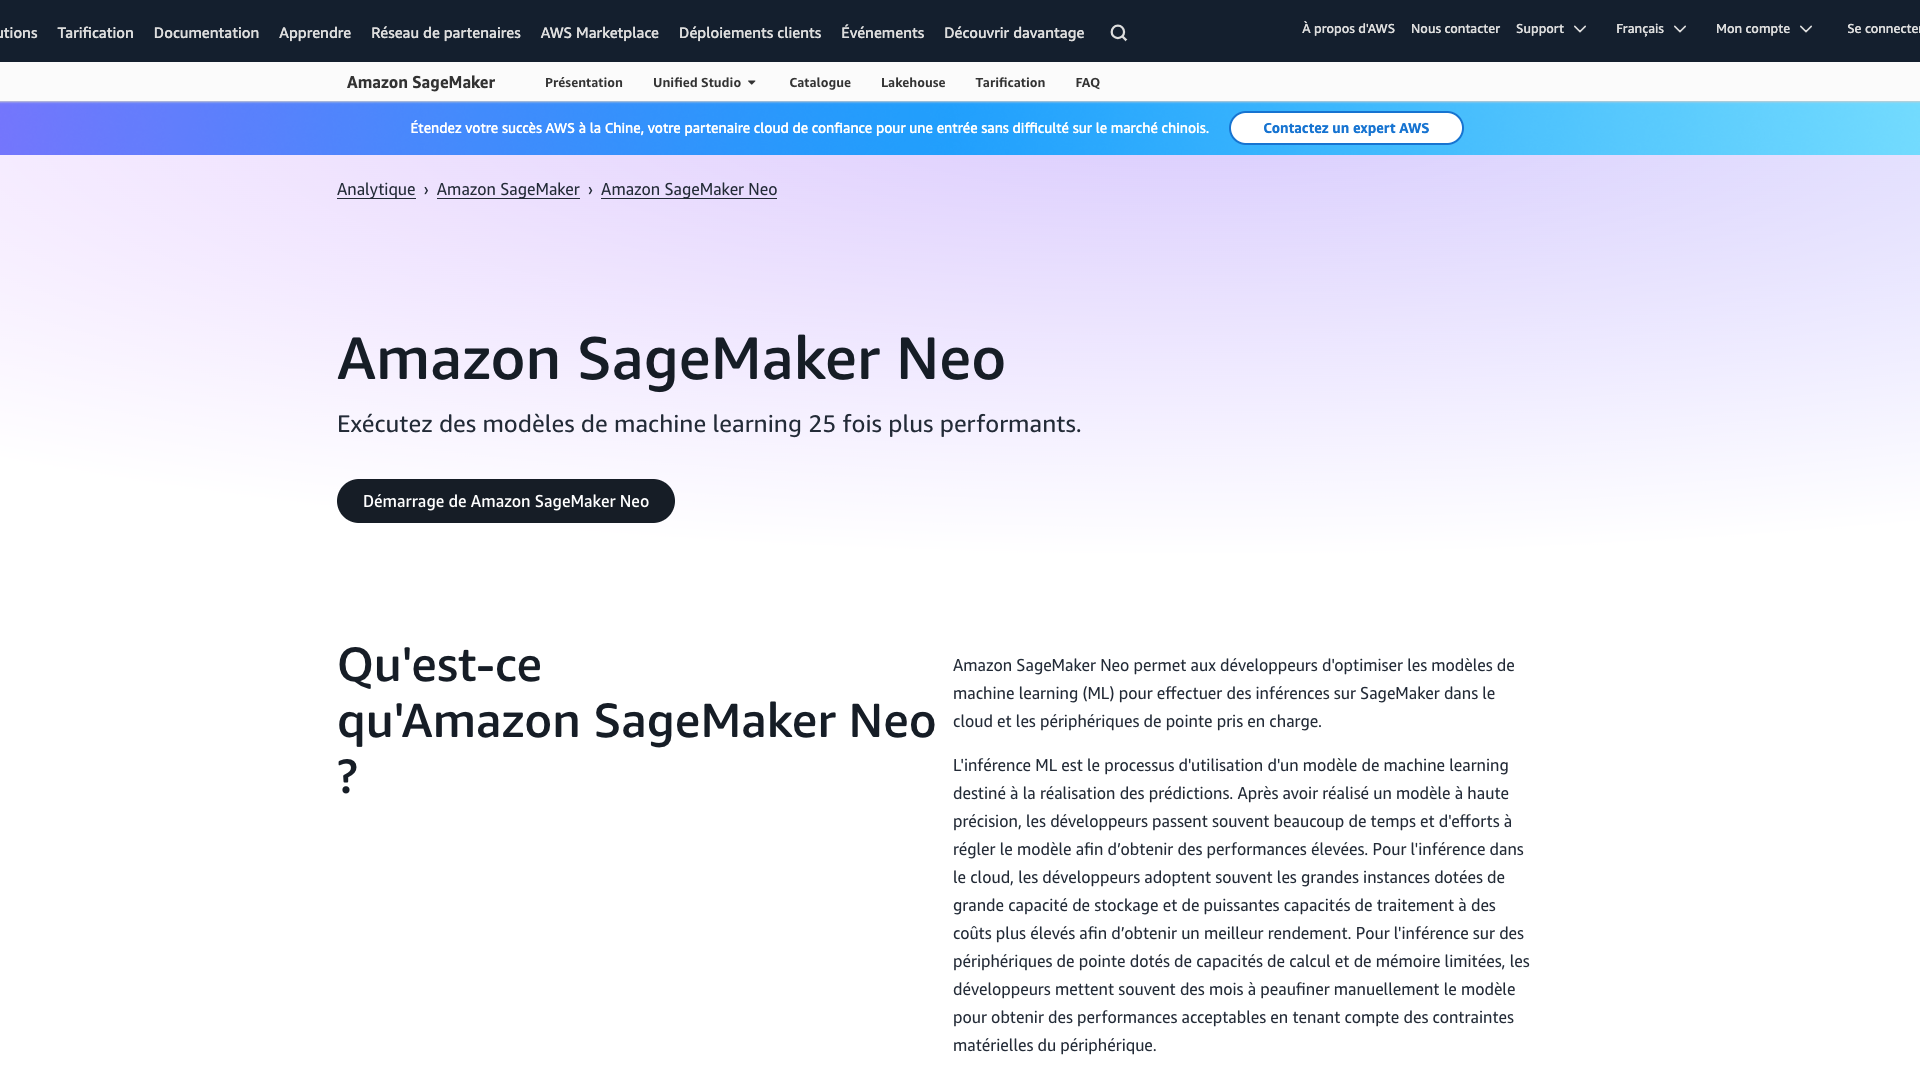 Tarification Documentation Apprendre Réseau de partenaires AWS Marketplace Déploiements clients Événements Découvrir davantage
À propos d'AWS Nous contacter Support Français Mon compte
Amazon SageMaker Présentation Unified Studio Catalogue Lakehouse Tarification FAQ
Étendez votre succès AWS à la Chine, votre partenaire cloud de confiance pour une entrée sans difficulté sur le marché chinois. Contactez un expert AWS
Analytique › Amazon SageMaker › Amazon SageMaker Neo
Amazon SageMaker Neo
Exécutez des modèles de machine learning 25 fois plus performants.
Démarrage de Amazon SageMaker Neo
Qu'est-ce
qu'Amazon SageMaker Neo
?
Amazon SageMaker Neo permet aux développeurs d'optimiser les modèles de
machine learning (ML) pour effectuer des inférences sur SageMaker dans le
cloud et les périphériques de pointe pris en charge.
L'inférence ML est le processus d'utilisation d'un modèle de machine learning
destiné à la réalisation des prédictions. Après avoir réalisé un modèle à haute
précision, les développeurs passent souvent beaucoup de temps et d'efforts à
régler le modèle afin d’obtenir des performances élevées. Pour l'inférence dans
le cloud, les développeurs adoptent souvent les grandes instances dotées de
grande capacité de stockage et de puissantes capacités de traitement à des
coûts plus élevés afin d’obtenir un meilleur rendement. Pour l'inférence sur des
périphériques de pointe dotés de capacités de calcul et de mémoire limitées, les
développeurs mettent souvent des mois à peaufiner manuellement le modèle
pour obtenir des performances acceptables en tenant compte des contraintes
matérielles du périphérique.